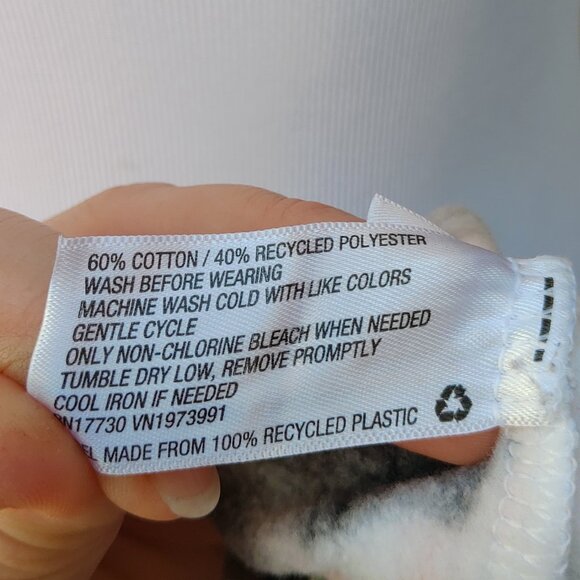 60% COTTON / 40% RECYCLED POLYESTER
WASH BEFORE WEARING
MACHINE WASH COLD WITH LIKE COLORS
GENTLE CYCLE
ONLY NON-CHLORINE BLEACH WHEN NEEDED
TUMBLE DRY LOW, REMOVE PROMPTLY
COOL IRON IF NEEDED
VN1973991
MADE FROM 100% RECYCLED PLASTIC